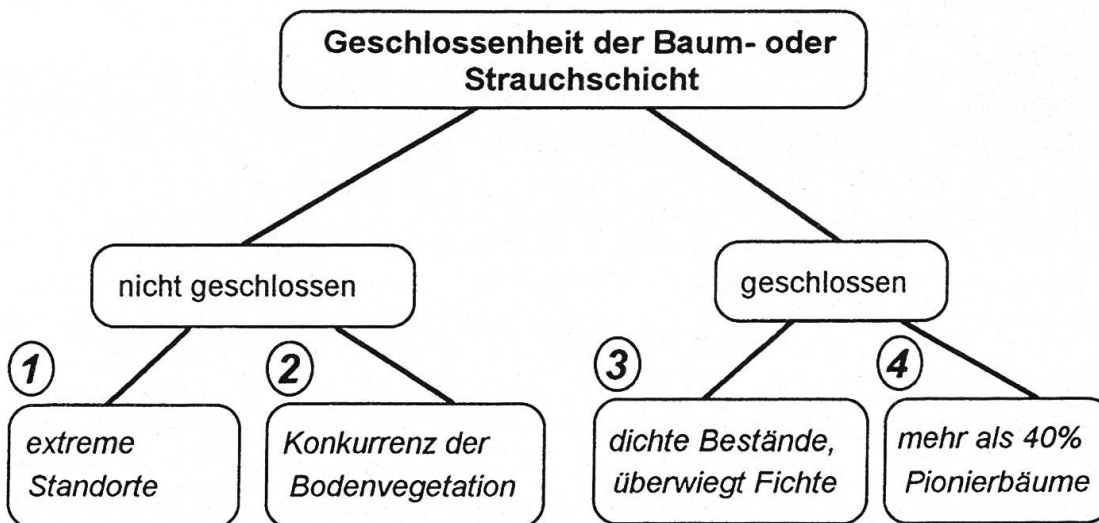 Geschlossenheit der Baum- oder
Strauchschicht
nicht geschlossen
geschlossen
1
2
3
4
extreme
Standorte
Konkurrenz der
Bodenvegetation
dichte Bestände,
überwiegt Fichte
mehr als 40%
Pionierbäume